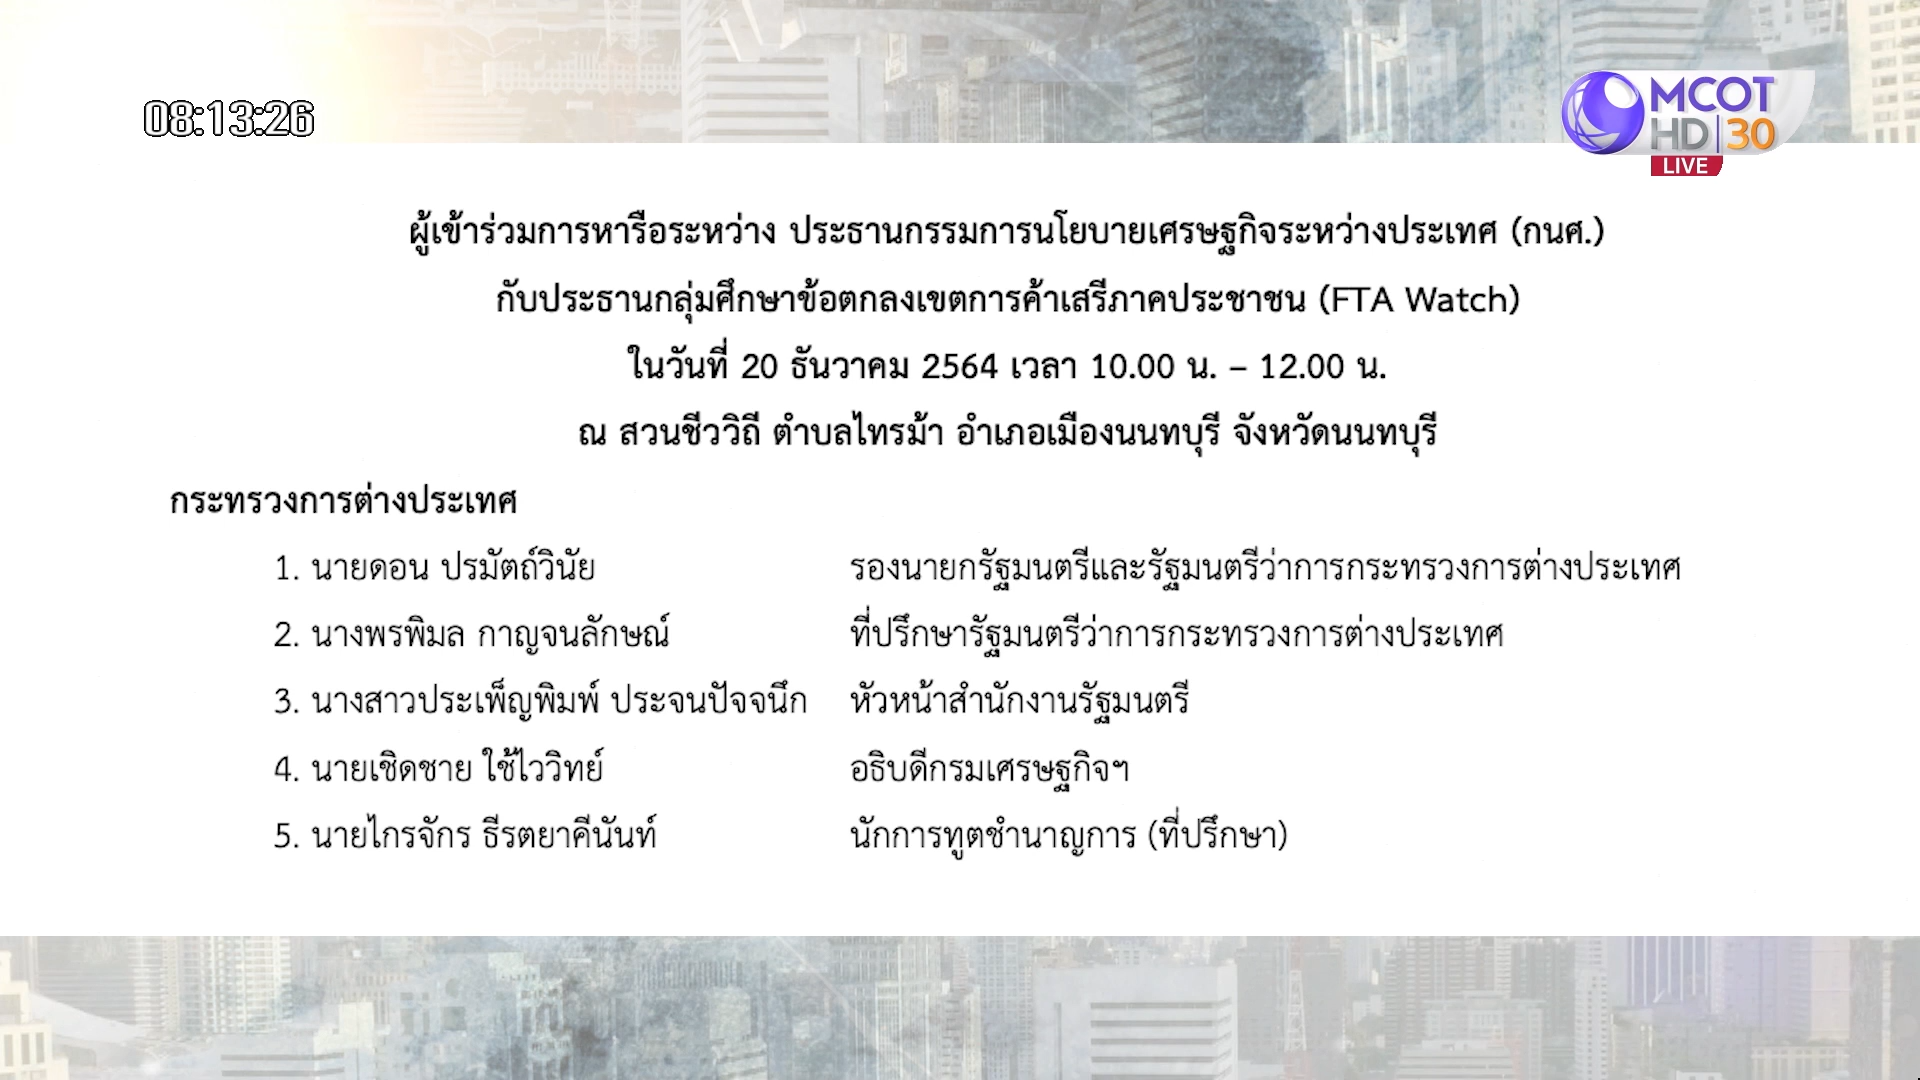 08:13:26
MCOT
HD 30
LIVE
ผู้เข้าร่วมการหารือระหว่าง ประธานกรรมการนโยบายเศรษฐกิจระหว่างประเทศ (กนศ.)
กับประธานกลุ่มศึกษาข้อตกลงเขตการค้าเสรีภาคประชาชน (FTA Watch)
ในวันที่ 20 ธันวาคม 2564 เวลา 10.00 น. – 12.00 น.
ณ สวนชีววิถี ตำบลไทรม้า อำเภอเมืองนนทบุรี จังหวัดนนทบุรี
กระทรวงการต่างประเทศ
1. นายดอน ปรมัตถ์วินัย รองนายกรัฐมนตรีและรัฐมนตรีว่าการกระทรวงการต่างประเทศ
2. นางพรพิมล กาญจนลักษณ์ ที่ปรึกษารัฐมนตรีว่าการกระทรวงการต่างประเทศ
3. นางสาวประเพ็ญพิมพ์ ประจนปัจจนึก หัวหน้าสำนักงานรัฐมนตรี
4. นายเชิดชาย ใช้ไววิทย์ อธิบดีกรมเศรษฐกิจฯ
5. นายไกรจักร ธีรตยาคีนันท์ นักการทูตชำนาญการ (ที่ปรึกษา)